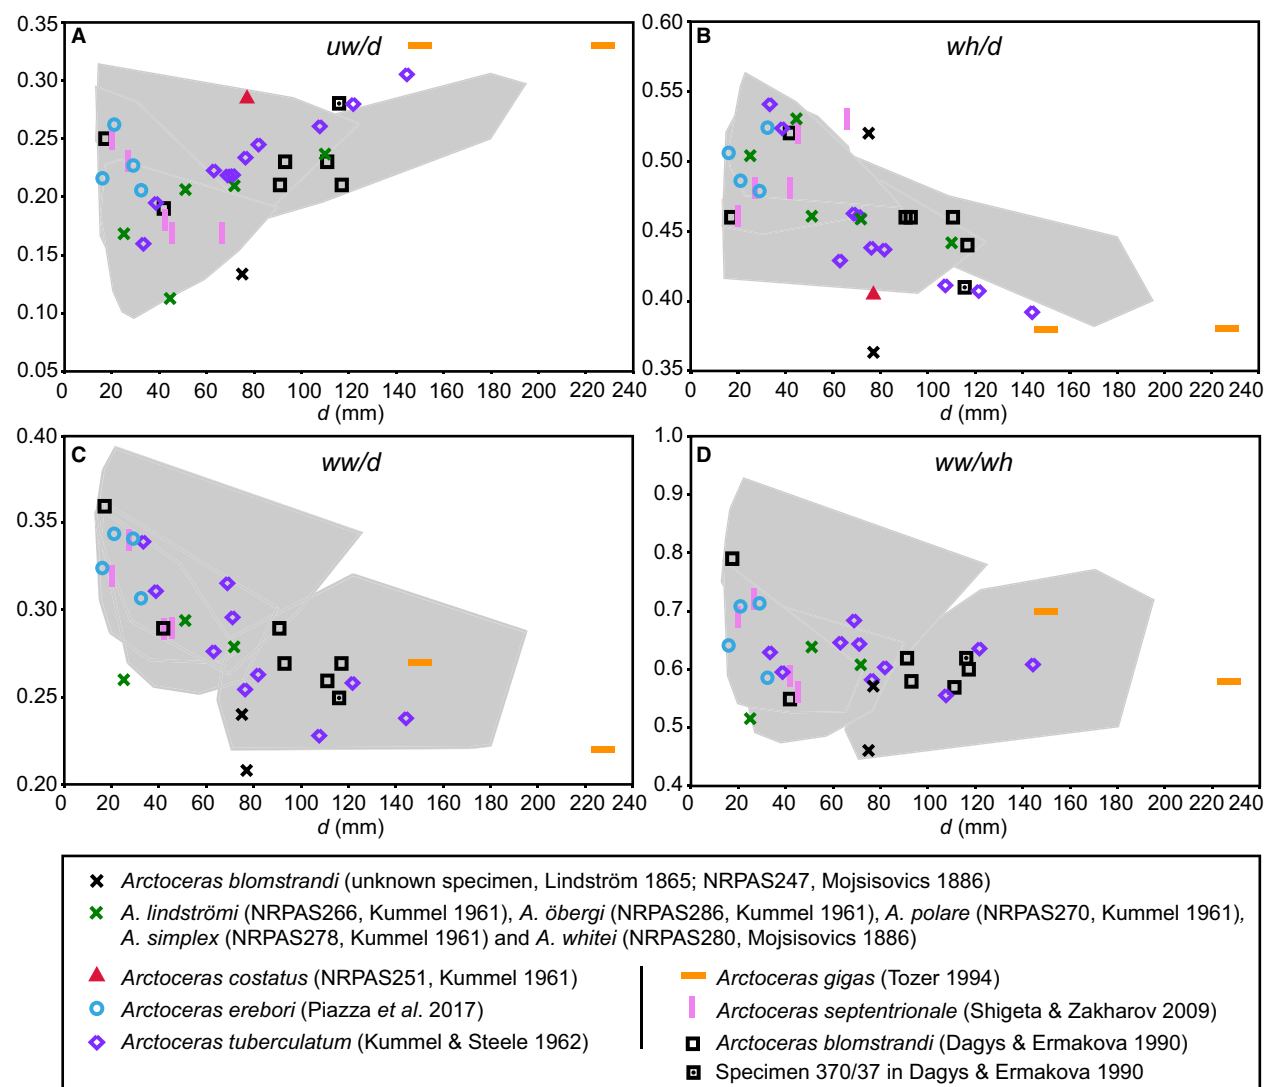 A
uw/d
0.35
0.30
0.25
0.20
0.15
0.10
0.05
0 20 40 60 80 100 120 140 160 180 200 220 240
d (mm)
B
wh/d
0.60
0.55
0.50
0.45
0.40
0.35
0 20 40 60 80 100 120 140 160 180 200 220 240
d (mm)
C
ww/d
0.40
0.35
0.30
0.25
0.20
0 20 40 60 80 100 120 140 160 180 200 220 240
d (mm)
D
ww/wh
1.0
0.9
0.8
0.7
0.6
0.5
0.4
0 20 40 60 80 100 120 140 160 180 200 220 240
d (mm)
Arctoceras blomstrandi (unknown specimen, Lindström 1865; NRPAS247, Mojsisovics 1886)
A. lindströmi (NRPAS266, Kummel 1961), A. öbergi (NRPAS286, Kummel 1961), A. polare (NRPAS270, Kummel 1961),
A. simplex (NRPAS278, Kummel 1961) and A. whitei (NRPAS280, Mojsisovics 1886)
Arctoceras costatus (NRPAS251, Kummel 1961)
Arctoceras erebori (Piazza et al. 2017)
Arctoceras tuberculatum (Kummel & Steele 1962)
Arctoceras gigas (Tozer 1994)
Arctoceras septentrionale (Shigeta & Zakharov 2009)
Arctoceras blomstrandi (Dagys & Ermakova 1990)
Specimen 370/37 in Dagys & Ermakova 1990